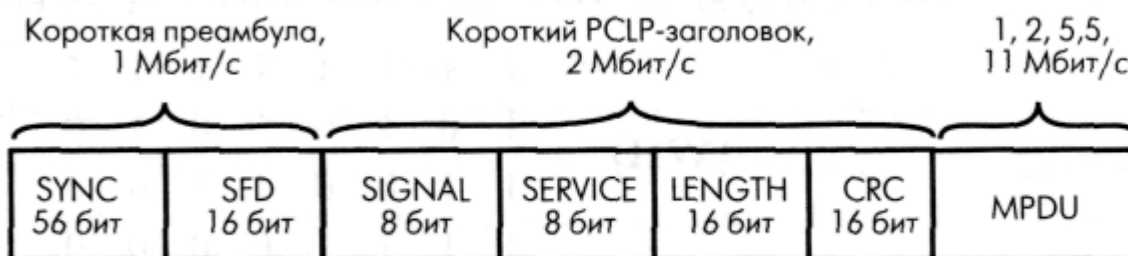 Короткая преамбула,
1 Мбит/с
Короткий PCLP-заголовок,
2 Мбит/с
1, 2, 5,5,
11 Мбит/с
SYNC
56 бит
SFD
16 бит
SIGNAL
8 бит
SERVICE
8 бит
LENGTH
16 бит
CRC
16 бит
MPDU